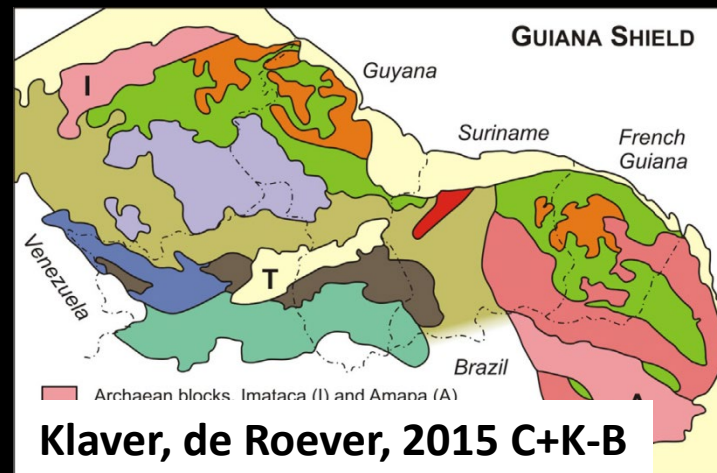 GUIANA SHIELD
I
Guyana
Suriname
French
Guiana
Venezuela
T
Brazil
Archaean blocks, Imataca (I) and Amapa (A)
Klaver, de Roever, 2015 C+K-B